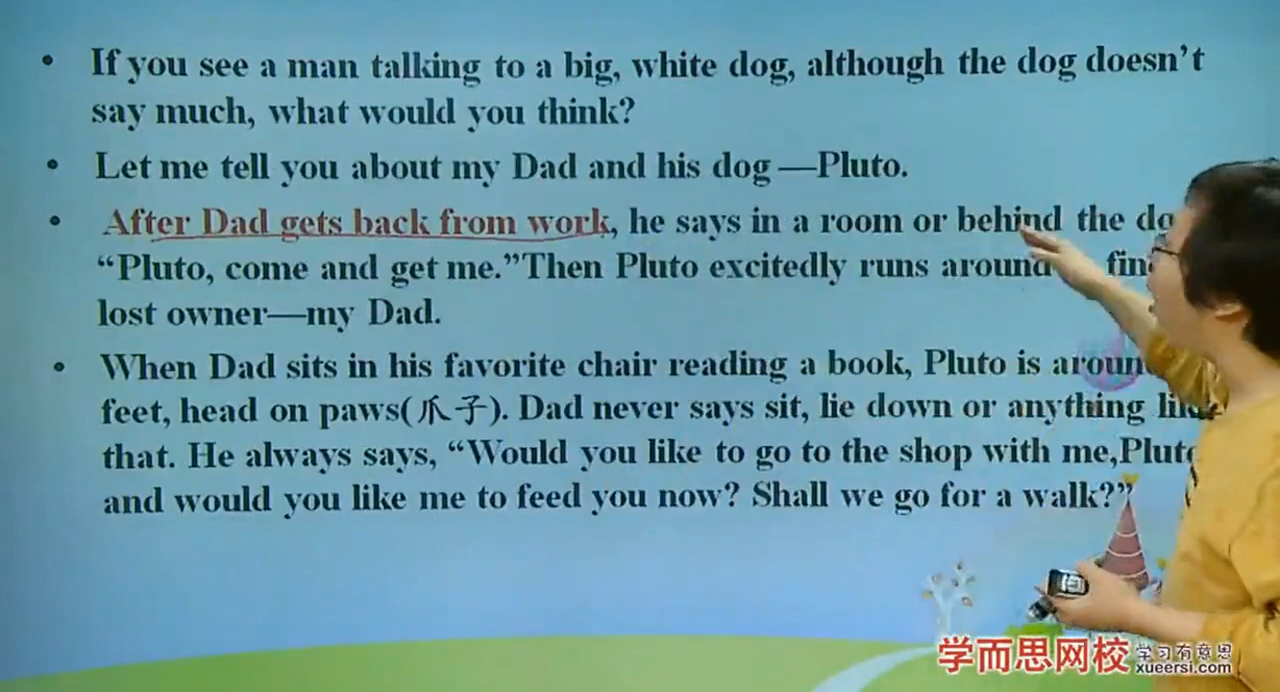 • If you see a man talking to a big, white dog, although the dog doesn't
say much, what would you think?
• Let me tell you about my Dad and his dog —Pluto.
• After Dad gets back from work, he says in a room or behind the
“Pluto, come and get me.”Then Pluto excitedly runs around
lost owner—my Dad.
• When Dad sits in his favorite chair reading a book, Pluto is
feet, head on paws(爪子). Dad never says sit, lie down or anything
that. He always says, “Would you like to go to the shop with me,
and would you like me to feed you now? Shall we go for a walk?”
学而思网校 学习有意思
xueersi.com